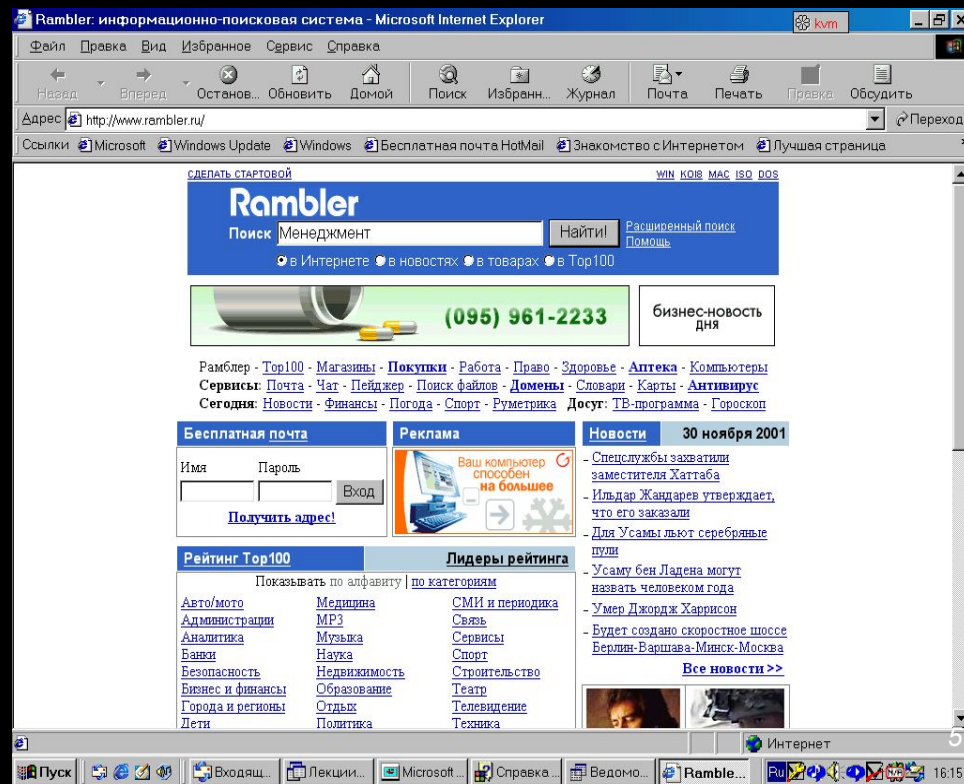 Rambler: информационно-поисковая система - Microsoft Internet Explorer
kvm
Файл Правка Вид Избранное Сервис Справка
Назад Вперед Останов... Обновить Домой Поиск Избранн... Журнал Почта Печать Правка Обсудить
Адрес http://www.rambler.ru/ Переход
Ссылки Microsoft Windows Update Windows Бесплатная почта HotMail Знакомство с Интернетом Лучшая страница
СДЕЛАТЬ СТАРТОВОЙ WIN KOI8 MAC ISO DOS
Rambler
Поиск Менеджмент Найти! Расширенный поиск
Помощь
в Интернете в новостях в товарах в Top100
(095) 961-2233
бизнес-новость
дня
Рамблер - Top100 - Магазины - Покупки - Работа - Право - Здоровье - Аптека - Компьютеры
Сервисы: Почта - Чат - Пейджер - Поиск файлов - Домены - Словари - Карты - Антивирус
Сегодня: Новости - Финансы - Погода - Спорт - Руметрика Досуг: ТВ-программа - Гороскоп
Бесплатная почта
Имя Пароль
Вход
Получить адрес!
Реклама
Ваш компьютер
способен
на большее
Новости 30 ноября 2001
- Спецслужбы захватили
заместителя Хаттаба
- Ильдар Жандарев утверждает,
что его заказали
- Для Усамы льют серебряные
пули
- Усаму бен Ладена могут
назвать человеком года
- Умер Джордж Харрисон
- Будет создано скоростное шоссе
Берлин-Варшава-Минск-Москва
Все новости >>
Рейтинг Top100 Лидеры рейтинга
Показывать по алфавиту | по категориям
Авто/мото Медицина СМИ и периодика
Администрации MP3 Связь
Аналитика Музыка Сервисы
Банки Наука Спорт
Безопасность Недвижимость Строительство
Бизнес и финансы Образование Театр
Города и регионы Отдых Телевидение
Дети Политика Техника
Интернет
5
Пуск Входящ... Лекции... Microsoft ... Справка ... Ведомо... Ramble... Ru 16:15